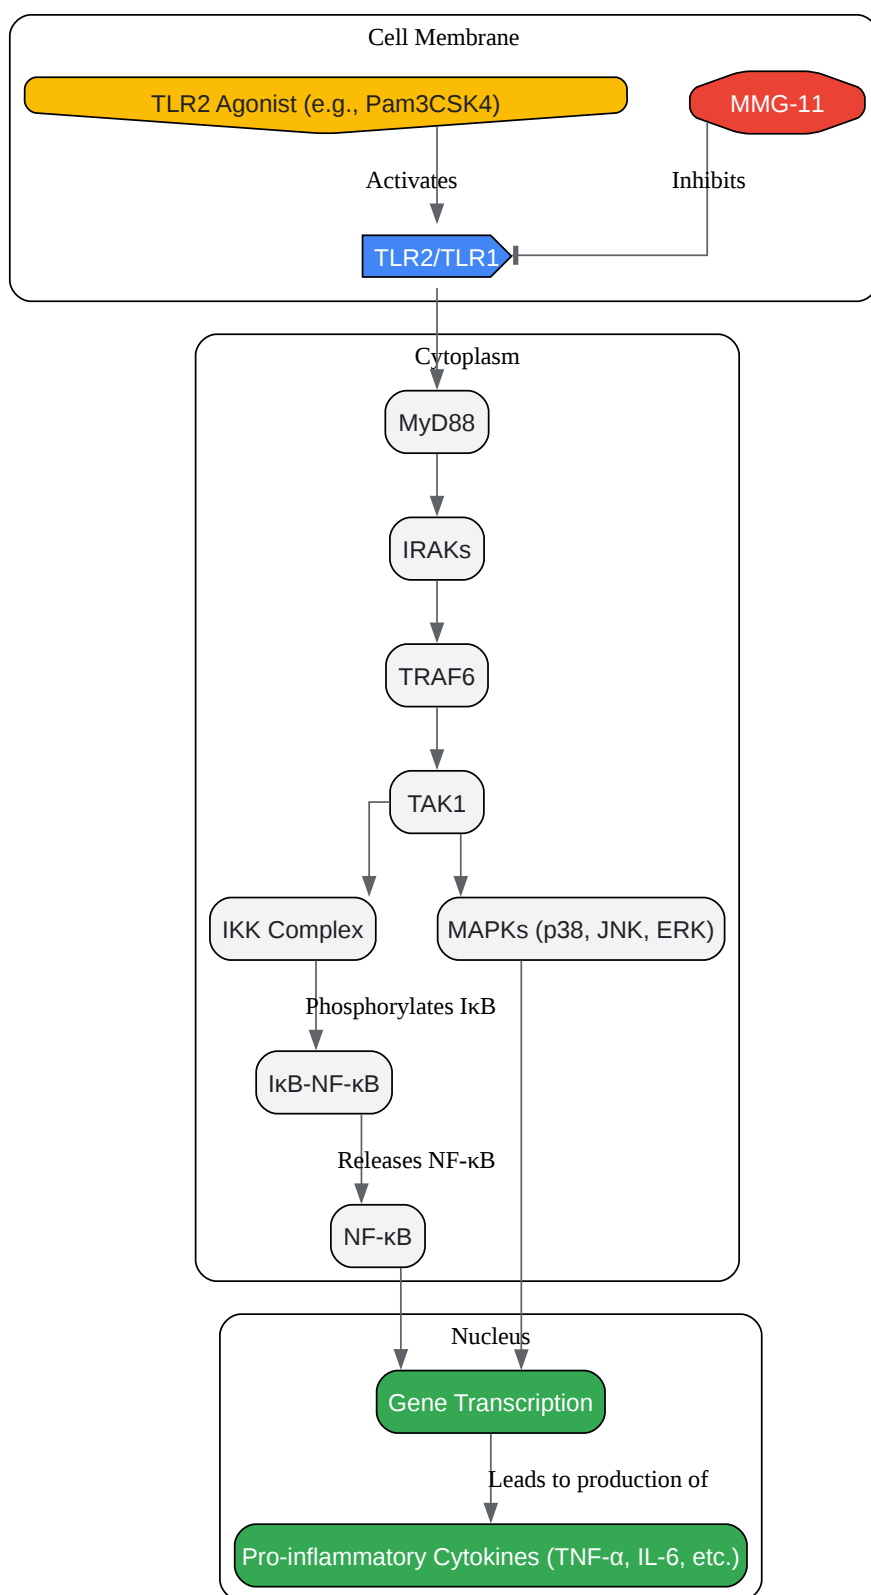 Cell Membrane
TLR2 Agonist (e.g., Pam3CSK4)
MMG-11
Activates
Inhibits
TLR2/TLR1
Cytoplasm
MyD88
IRAKs
TRAF6
TAK1
IKK Complex
MAPKs (p38, JNK, ERK)
Phosphorylates IκB
IκB-NF-κB
Releases NF-κB
NF-κB
Nucleus
Gene Transcription
Leads to production of
Pro-inflammatory Cytokines (TNF-α, IL-6, etc.)